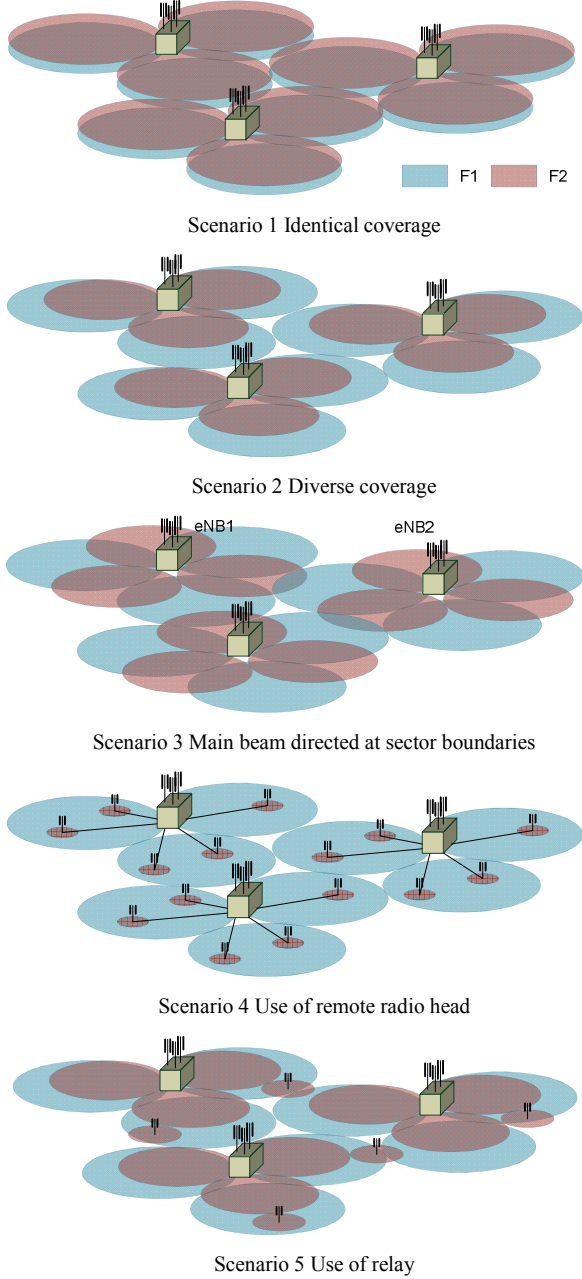 F1 F2
Scenario 1 Identical coverage
Scenario 2 Diverse coverage
eNB1 eNB2
Scenario 3 Main beam directed at sector boundaries
Scenario 4 Use of remote radio head
Scenario 5 Use of relay